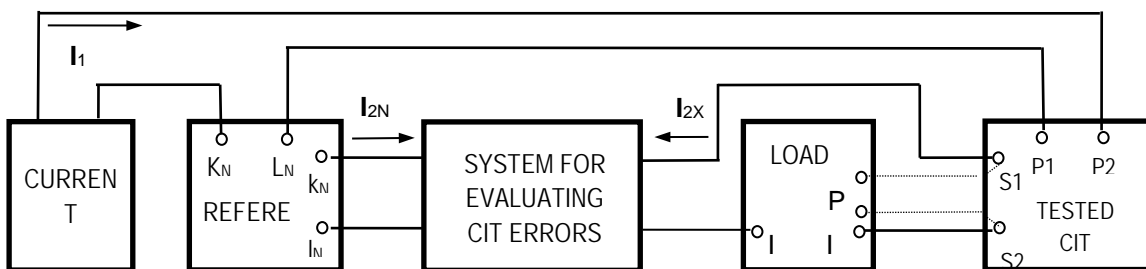 I1
I2N
I2X
CURREN
T
KN
LN
kN
REFERE
lN
SYSTEM FOR
EVALUATING
CIT ERRORS
LOAD
P
l
l
S1
P1
P2
TESTED
CIT
S2